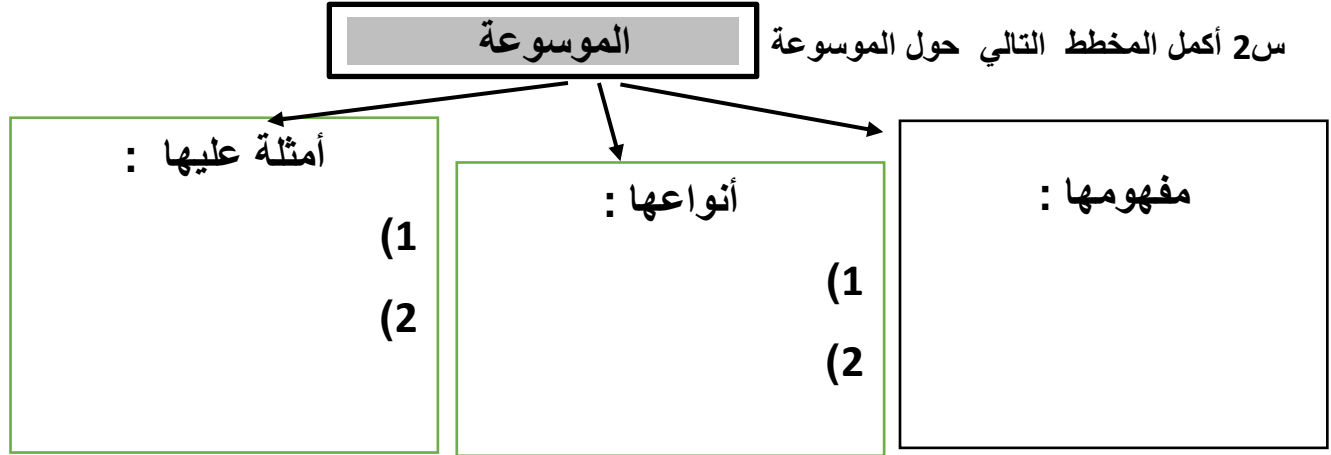 س2 أكمل المخطط التالي حول الموسوعة
الموسوعة
مفهومها :
أنواعها :
1)
2)
أمثلة عليها :
1)
2)